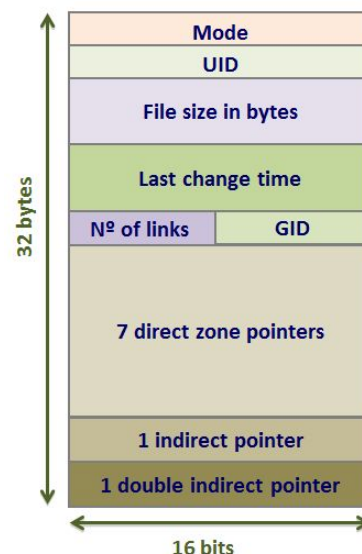 Mode
UID
File size in bytes
Last change time
Nº of links GID
7 direct zone pointers
1 indirect pointer
1 double indirect pointer
32 bytes
16 bits